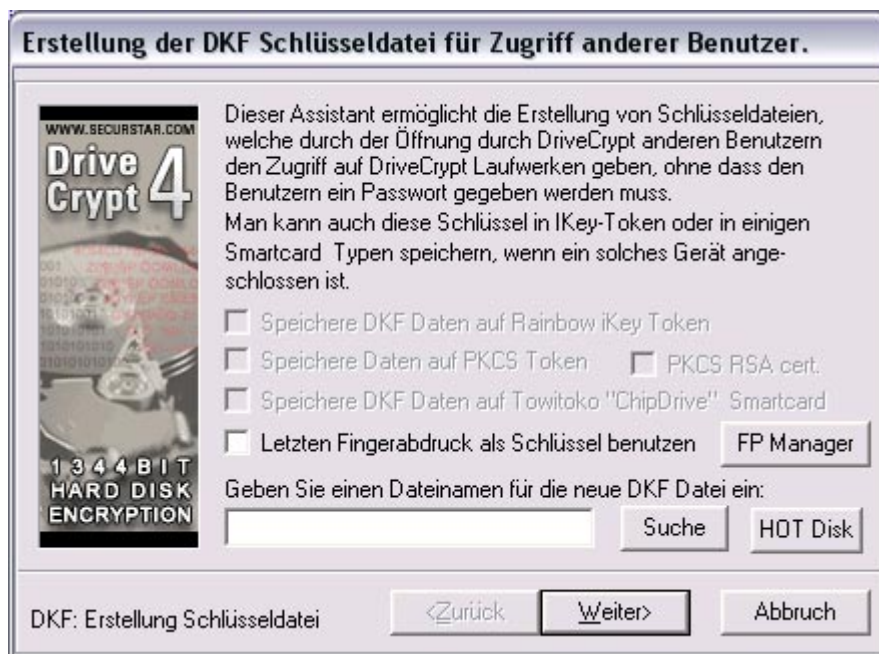 Erstellung der DKF Schlüsseldatei für Zugriff anderer Benutzer.
WWW.SECURSTAR.COM
Drive
Crypt 4
1344BIT
HARD DISK
ENCRYPTION
Dieser Assistant ermöglicht die Erstellung von Schlüsseldateien,
welche durch der Öffnung durch DriveCrypt anderen Benutzern
den Zugriff auf DriveCrypt Laufwerken geben, ohne dass den
Benutzern ein Passwort gegeben werden muss.
Man kann auch diese Schlüssel in IKey-Token oder in einigen
Smartcard Typen speichern, wenn ein solches Gerät ange-
schlossen ist.
Speichere DKF Daten auf Rainbow iKey Token
Speichere Daten auf PKCS Token PKCS RSA cert.
Speichere DKF Daten auf Towitoko "ChipDrive" Smartcard
Letzten Fingerabdruck als Schlüssel benutzen FP Manager
Geben Sie einen Dateinamen für die neue DKF Datei ein:
Suche HOT Disk
DKF: Erstellung Schlüsseldatei <Zurück Weiter> Abbruch